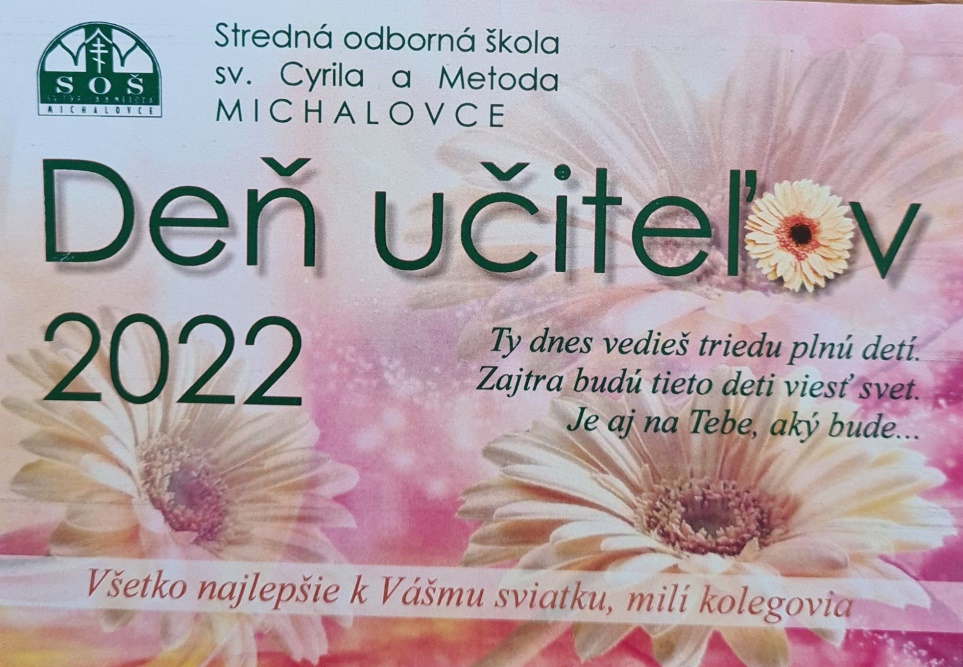 SOŠ
MICHALOVCE
Stredná odborná škola
sv. Cyrila a Metoda
MICHALOVCE
Deň učiteľov
2022
Ty dnes vedieš triedu plnú detí.
Zajtra budú tieto deti viesť svet.
Je aj na Tebe, aký bude...
Všetko najlepšie k Vášmu sviatku, milí kolegovia